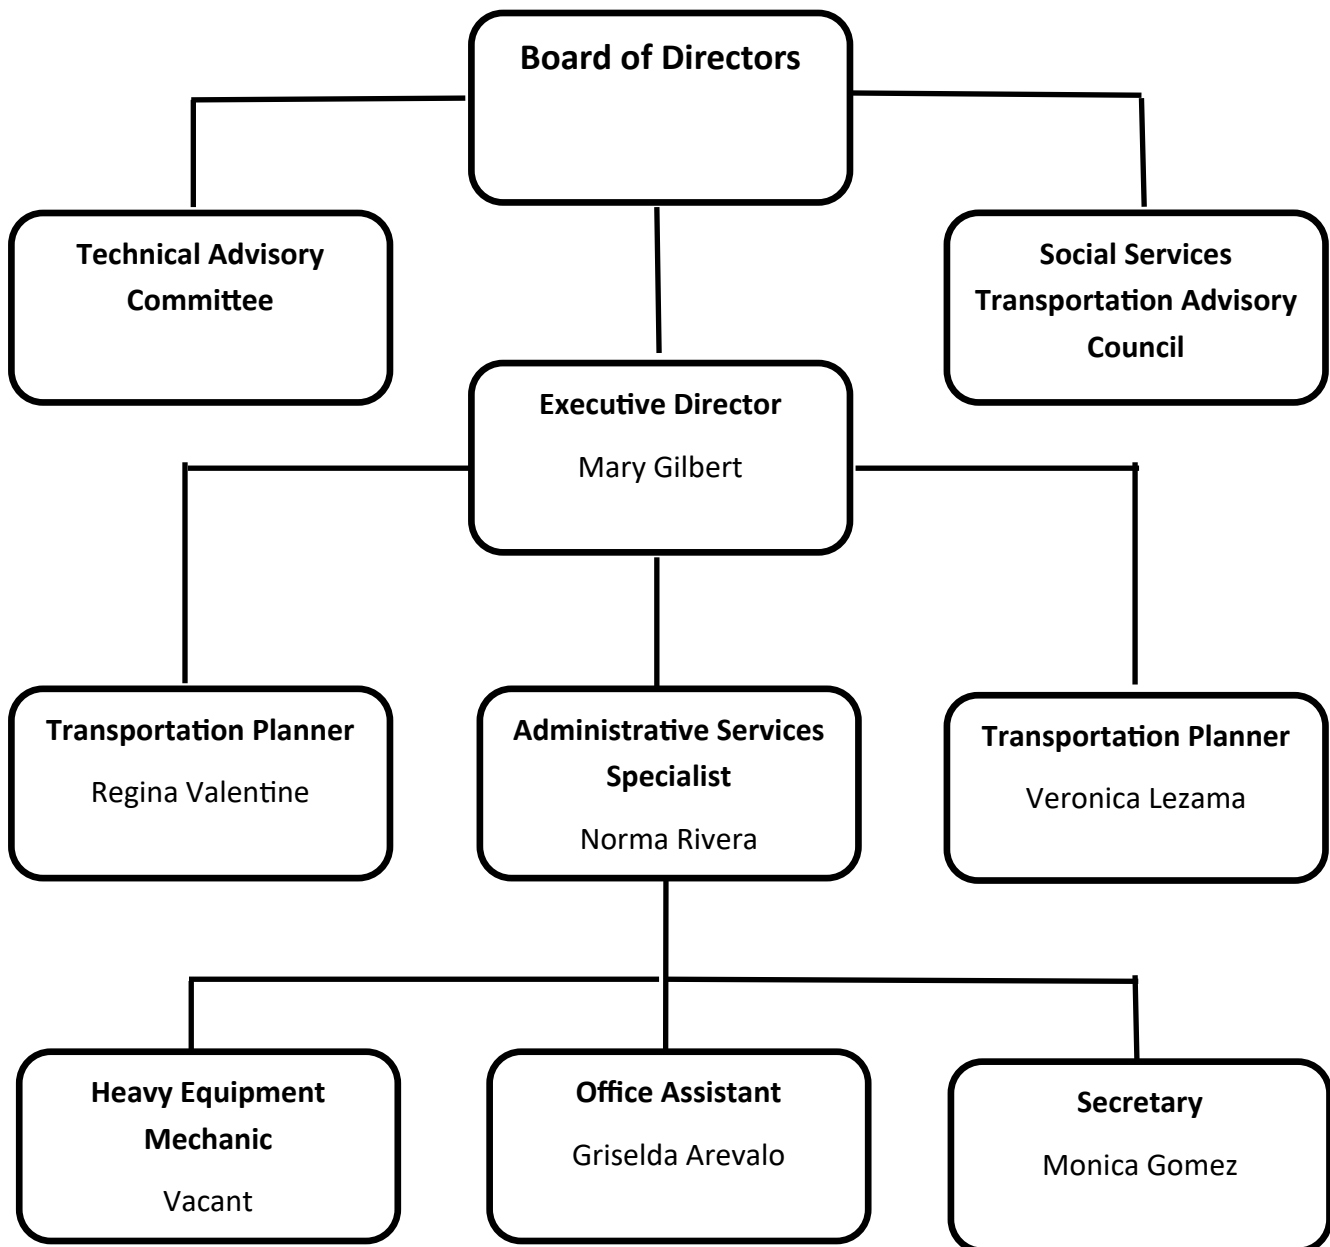 Board of Directors
Technical Advisory
Committee
Social Services
Transportation Advisory
Council
Executive Director
Mary Gilbert
Transportation Planner
Regina Valentine
Administrative Services
Specialist
Norma Rivera
Transportation Planner
Veronica Lezama
Heavy Equipment
Mechanic
Vacant
Office Assistant
Griselda Arevalo
Secretary
Monica Gomez